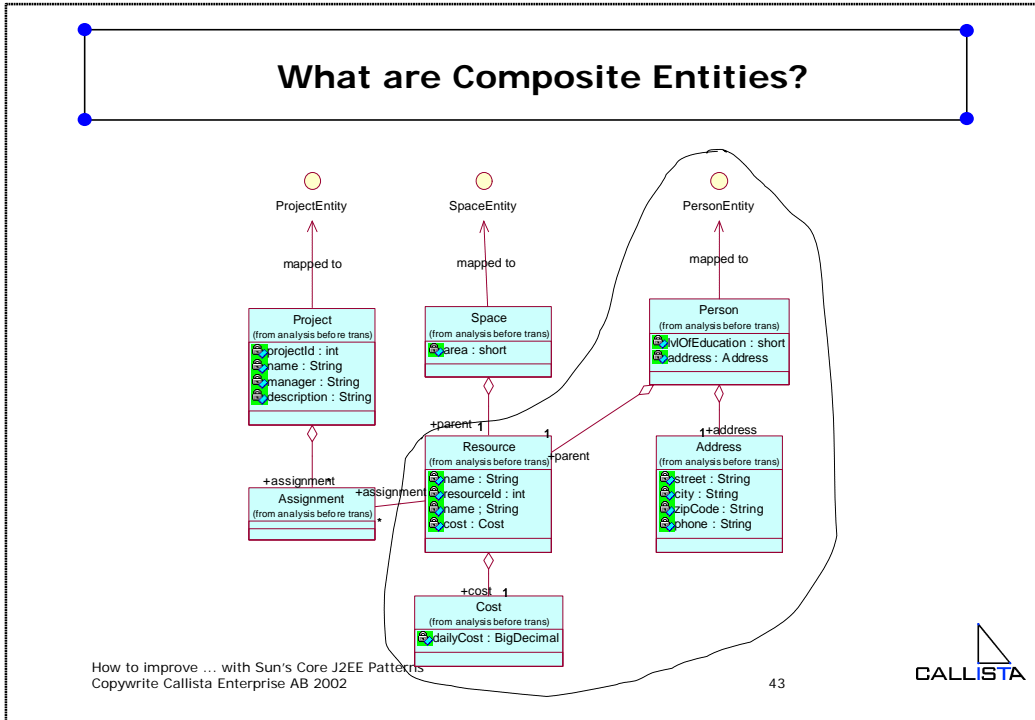 What are Composite Entities?
ProjectEntity
SpaceEntity
PersonEntity
mapped to
mapped to
mapped to
Project
(from analysis before trans)
projectId : int
name : String
manager : String
description : String
Space
(from analysis before trans)
area : short
Person
(from analysis before trans)
lvlOfEducation : short
address : Address
+parent 1
1
+parent
1 +address
Resource
(from analysis before trans)
name : String
resourceId : int
name ; String
cost : Cost
Address
(from analysis before trans)
street : String
city : String
zipCode : String
phone : String
+assignment *
+assignment
*
Assignment
(from analysis before trans)
+cost 1
Cost
(from analysis before trans)
dailyCost : BigDecimal
How to improve ... with Sun's Core J2EE Patterns
Copywrite Callista Enterprise AB 2002
43
CALLISTA